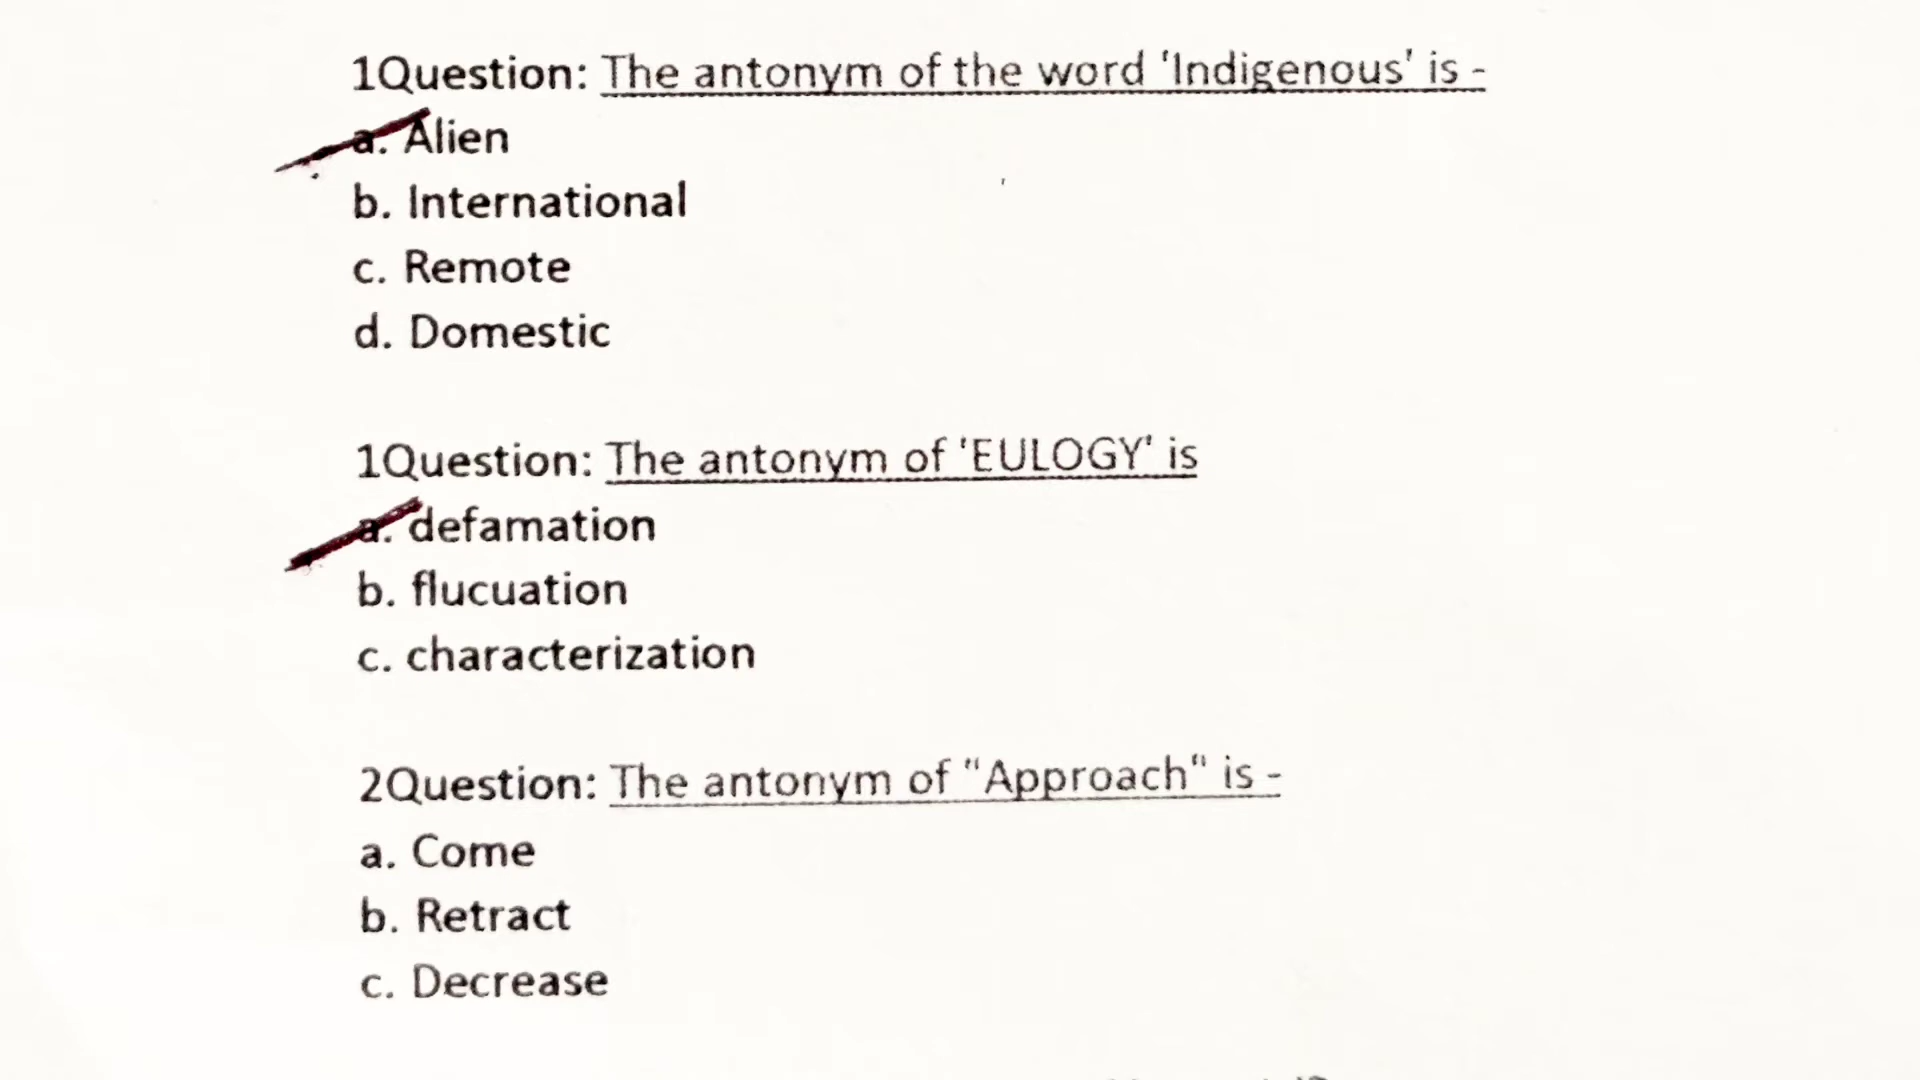 1Question: The antonym of the word 'Indigenous' is -
a. Alien
b. International
c. Remote
d. Domestic
1Question: The antonym of 'EULOGY' is
a. defamation
b. flucuation
c. characterization
2Question: The antonym of "Approach" is -
a. Come
b. Retract
c. Decrease